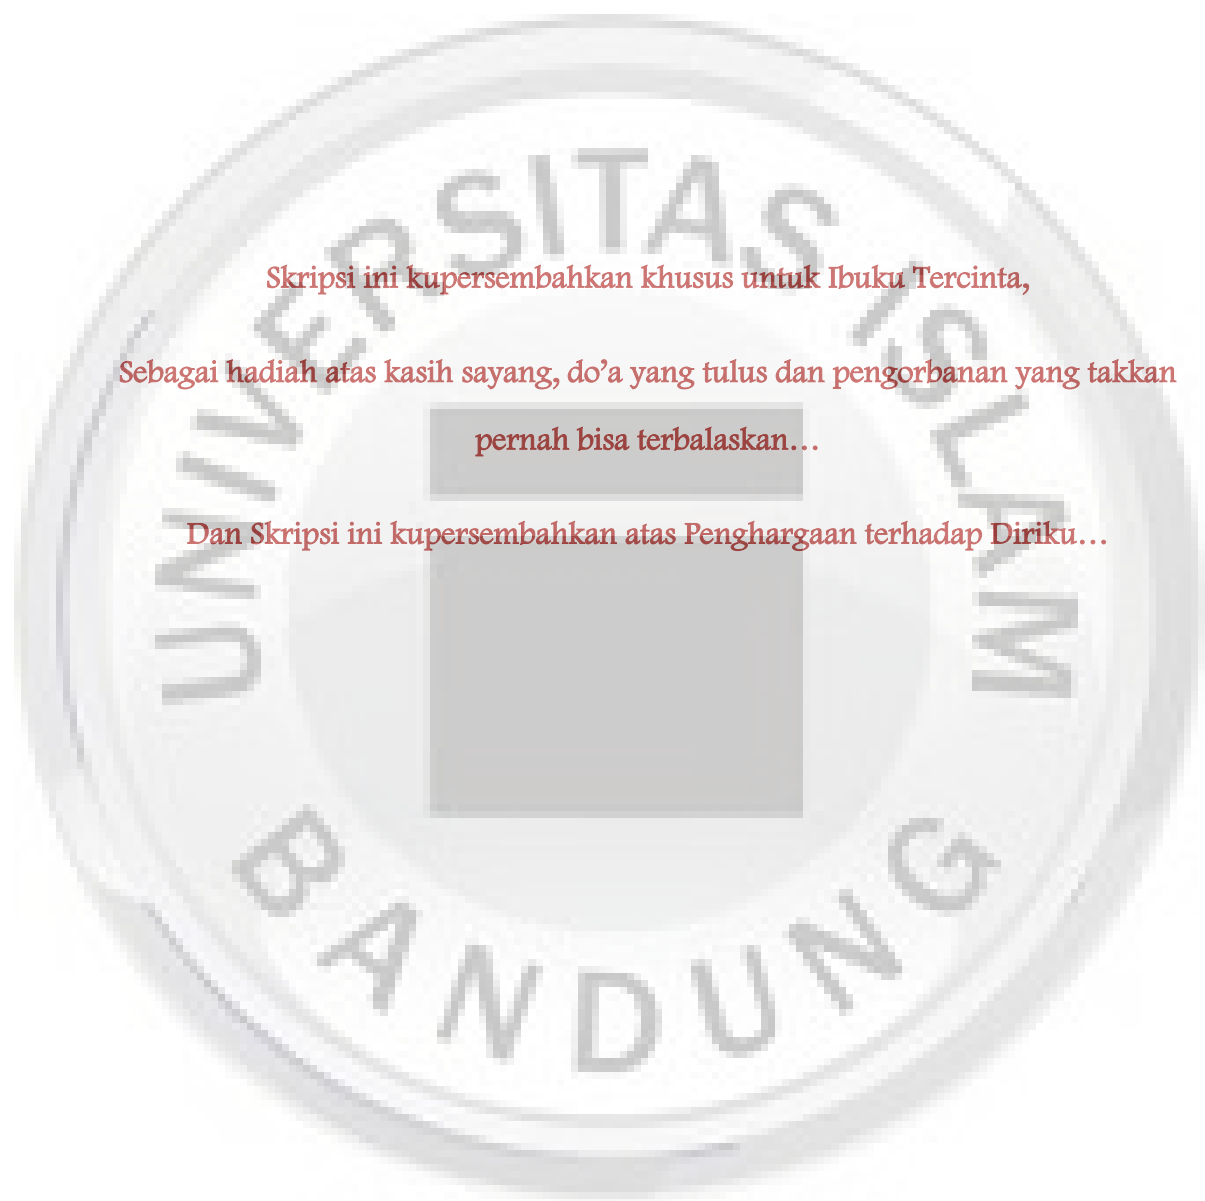 UNIVERSITAS ISLAM
Skripsi ini kupersembahkan khusus untuk Ibuku Tercinta,
Sebagai hadiah atas kasih sayang, do’a yang tulus dan pengorbanan yang takkan
pernah bisa terbalaskan…
Dan Skripsi ini kupersembahkan atas Penghargaan terhadap Diriku…
BANDUNG